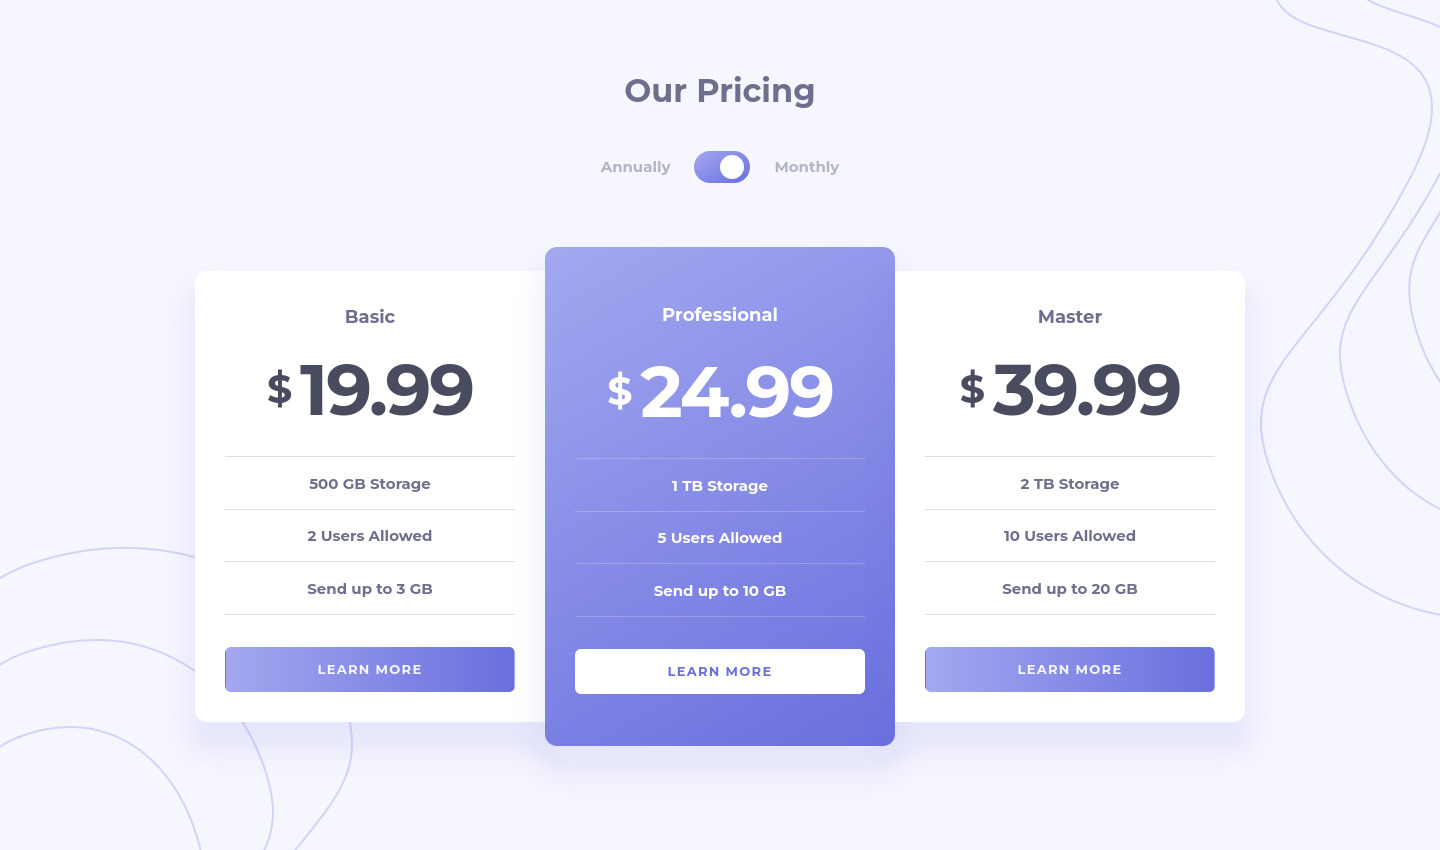 Our Pricing
Annually Monthly
Basic
$19.99
500 GB Storage
2 Users Allowed
Send up to 3 GB
LEARN MORE
Professional
$24.99
1 TB Storage
5 Users Allowed
Send up to 10 GB
LEARN MORE
Master
$39.99
2 TB Storage
10 Users Allowed
Send up to 20 GB
LEARN MORE